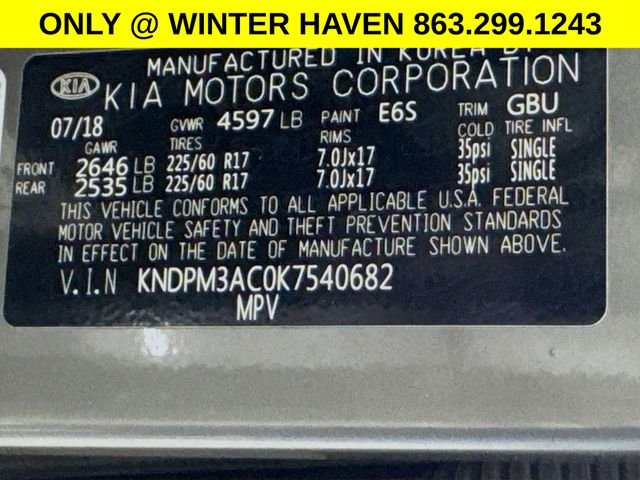 ONLY @ WINTER HAVEN 863.299.1243
MANUFACTURED IN KOREA BY
KIA KIA MOTORS CORPORATION
07/18 GVWR 4597 LB PAINT E6S TRIM GBU
GAWR TIRES RIMS COLD TIRE INFL
FRONT 2646 LB 225/60 R17 7.0Jx17 35psi SINGLE
REAR 2535 LB 225/60 R17 7.0Jx17 35psi SINGLE
THIS VEHICLE CONFORMS TO ALL APPLICABLE U.S.A. FEDERAL
MOTOR VEHICLE SAFETY AND THEFT PREVENTION STANDARDS
IN EFFECT ON THE DATE OF MANUFACTURE SHOWN ABOVE.
V.I.N KNDPM3AC0K7540682
MPV